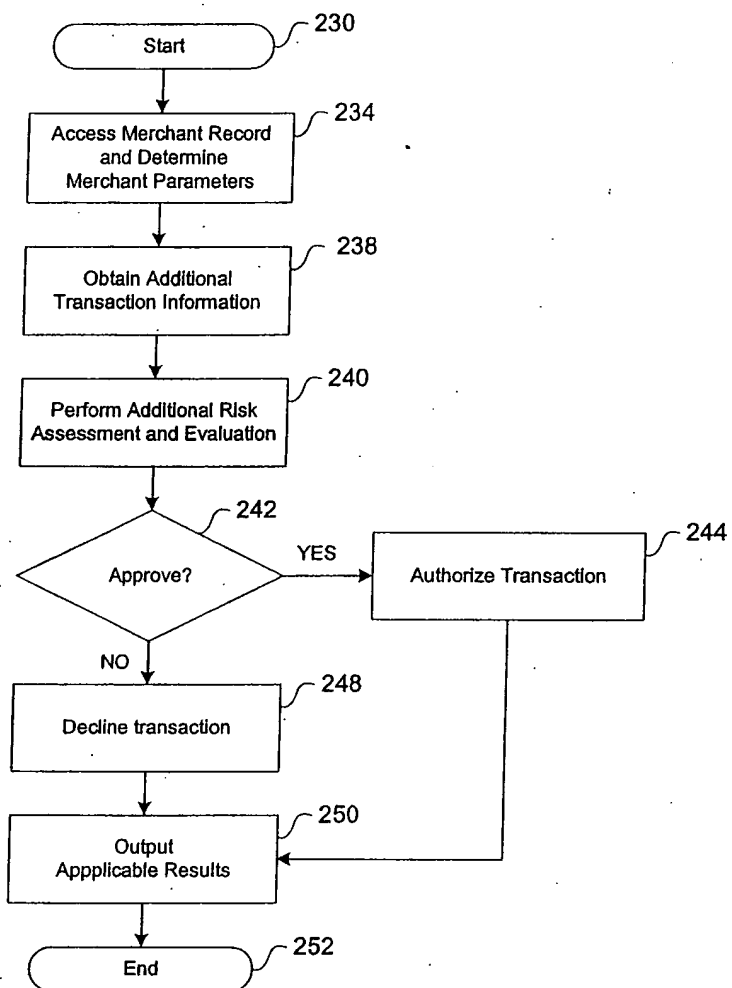 230
Start
234
Access Merchant Record
and Determine
Merchant Parameters
238
Obtain Additional
Transaction Information
240
Perform Additional Risk
Assessment and Evaluation
242
Approve?
YES
244
Authorize Transaction
NO
248
Decline transaction
250
Output
Appplicable Results
252
End